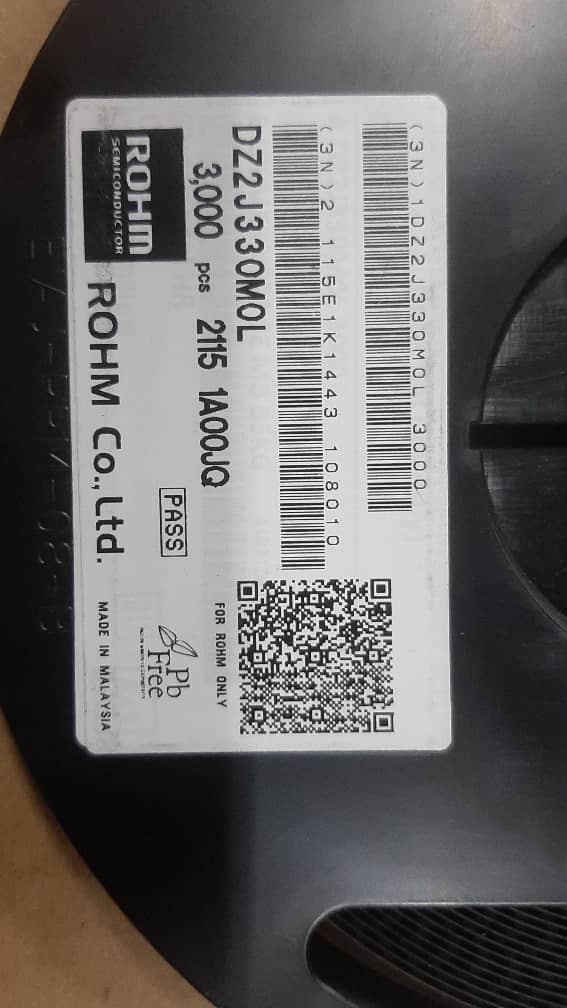 (3N)1DZ2J330M0L 3000
(3N)2 115E1K1443 108010
DZ2J330M0L
3,000 pcs 2115 1A00JQ
PASS
FOR ROHM ONLY
Pb
Free
ROHM
SEMICONDUCTOR
ROHM Co., Ltd.
MADE IN MALAYSIA